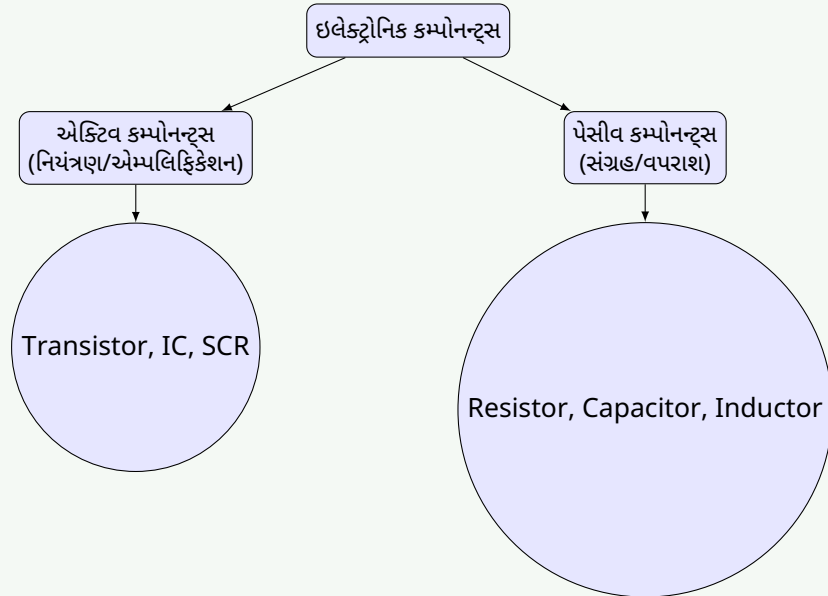 ઇલેક્ટ્રોનિક કમ્પોનન્ટ્સ
એક્ટિવ કમ્પોનન્ટ્સ
(નિયંત્રણ/એમ્પલિફિકેશન)
પેસીવ કમ્પોનન્ટ્સ
(સંગ્રહ/વપરાશ)
Transistor, IC, SCR
Resistor, Capacitor, Inductor